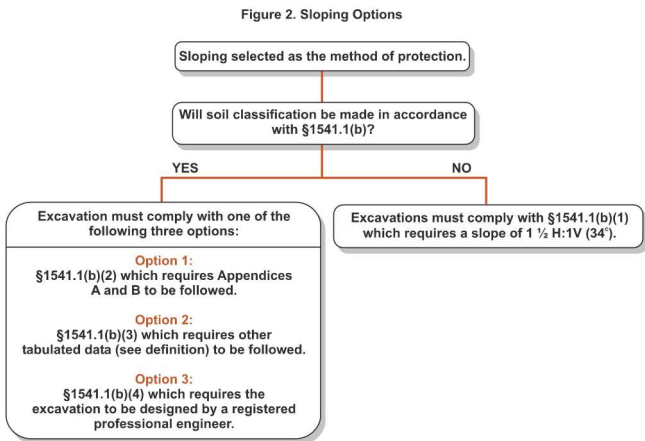 Figure 2. Sloping Options
Sloping selected as the method of protection.
Will soil classification be made in accordance
with §1541.1(b)?
YES
NO
Excavation must comply with one of the
following three options:
Option 1:
§1541.1(b)(2) which requires Appendices
A and B to be followed.
Option 2:
§1541.1(b)(3) which requires other
tabulated data (see definition) to be followed.
Option 3:
§1541.1(b)(4) which requires the
excavation to be designed by a registered
professional engineer.
Excavations must comply with §1541.1(b)(1)
which requires a slope of 1 ½ H:1V (34°).